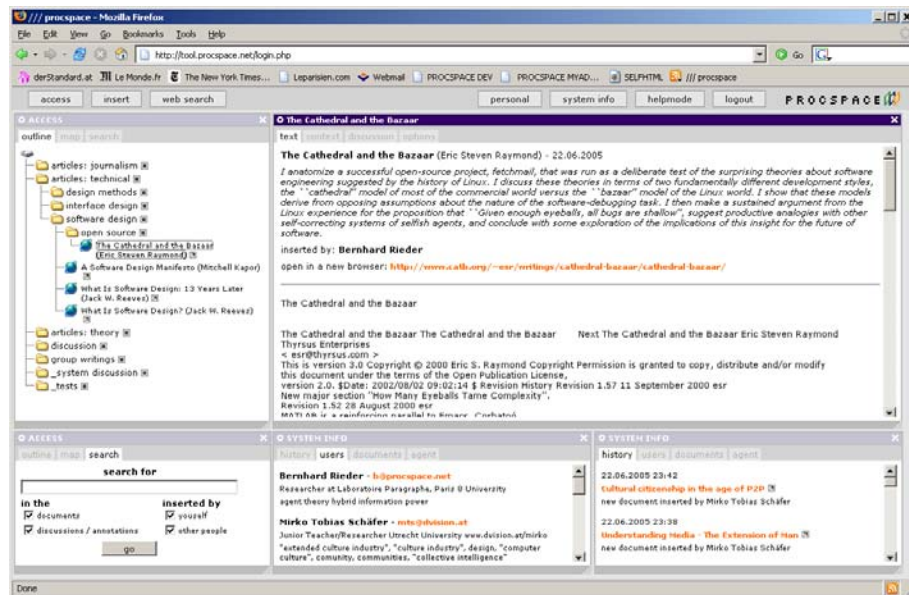 /// procspace - Mozilla Firefox
File Edit View Go Bookmarks Tools Help
http://tool.procspace.net/login.php
Go
derStandard.at Le Monde.fr The New York Times... Leparisien.com Webmail PROCSPACE DEV PROCSPACE MYAD... SELFHTML /// procspace
access insert web search personal system info helpmode logout PROCSPACE
ACCESS
outline map search
articles: journalism
articles: technical
design methods
interface design
software design
open source
The Cathedral and the Bazaar
(Eric Steven Raymond)
A Software Design Manifesto (Mitchell Kapor)
What Is Software Design: 13 Years Later
(Jack W. Reeves)
What Is Software Design? (Jack W. Reeves)
articles: theory
discussion
group writings
_system discussion
_tests
The Cathedral and the Bazaar
text context discussion options
The Cathedral and the Bazaar (Eric Steven Raymond) - 22.06.2005
I anatomize a successful open-source project, fetchmail, that was run as a deliberate test of the surprising theories about software
engineering suggested by the history of Linux. I discuss these theories in terms of two fundamentally different development styles,
the ``cathedral'' model of most of the commercial world versus the ``bazaar'' model of the Linux world. I show that these models
derive from opposing assumptions about the nature of the software-debugging task. I then make a sustained argument from the
Linux experience for the proposition that ``Given enough eyeballs, all bugs are shallow'', suggest productive analogies with other
self-correcting systems of selfish agents, and conclude with some exploration of the implications of this insight for the future of
software.
inserted by: Bernhard Rieder
open in a new browser: http://www.catb.org/~esr/writings/cathedral-bazaar/cathedral-bazaar/
The Cathedral and the Bazaar
The Cathedral and the Bazaar The Cathedral and the Bazaar Next The Cathedral and the Bazaar Eric Steven Raymond
Thyrsus Enterprises
< esr@thyrsus.com >
This is version 3.0 Copyright © 2000 Eric S. Raymond Copyright Permission is granted to copy, distribute and/or modify
this document under the terms of the Open Publication License,
version 2.0. $Date: 2002/08/02 09:02:14 $ Revision History Revision 1.57 11 September 2000 esr
New major section "How Many Eyeballs Tame Complexity".
Revision 1.52 28 August 2000 esr
MATLAB is a reinforcing parallel to Emacs.
ACCESS
outline map search
search for
in the inserted by
documents youself
discussions / annotations other people
go
SYSTEM INFO
history users documents agent
Bernhard Rieder - b@procspace.net
Researcher at Laboratoire Paragraphe, Paris 8 University
agent theory hybrid information power
Mirko Tobias Schäfer - mts@dvision.at
Junior Teacher/Researcher Utrecht University www.dvision.at/mirko
"extended culture industry", "culture industry", design, "computer
culture", comunity, communities, "collective intelligence"
SYSTEM INFO
history users documents agent
22.06.2005 23:42
Cultural citizenship in the age of P2P
new document inserted by Mirko Tobias Schäfer
22.06.2005 23:38
Understanding Media - The Extension of Man
new document inserted by Mirko Tobias Schäfer
Done